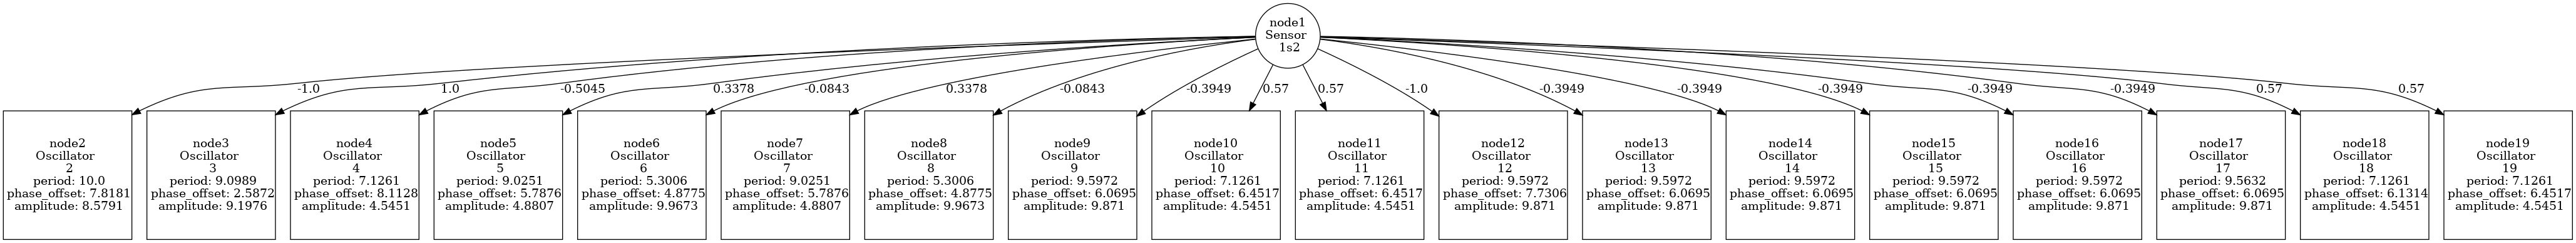 node1
Sensor
1s2
-1.0
1.0
-0.5045
0.3378
-0.0843
0.3378
-0.0843
-0.3949
0.57
0.57
-1.0
-0.3949
-0.3949
-0.3949
-0.3949
-0.3949
0.57
0.57
node2
Oscillator
2
period: 10.0
phase_offset: 7.8181
amplitude: 8.5791
node3
Oscillator
3
period: 9.0989
phase_offset: 2.5872
amplitude: 9.1976
node4
Oscillator
4
period: 7.1261
phase_offset: 8.1128
amplitude: 4.5451
node5
Oscillator
5
period: 9.0251
phase_offset: 5.7876
amplitude: 4.8807
node6
Oscillator
6
period: 5.3006
phase_offset: 4.8775
amplitude: 9.9673
node7
Oscillator
7
period: 9.0251
phase_offset: 5.7876
amplitude: 4.8807
node8
Oscillator
8
period: 5.3006
phase_offset: 4.8775
amplitude: 9.9673
node9
Oscillator
9
period: 9.5972
phase_offset: 6.0695
amplitude: 9.871
node10
Oscillator
10
period: 7.1261
phase_offset: 6.4517
amplitude: 4.5451
node11
Oscillator
11
period: 7.1261
phase_offset: 6.4517
amplitude: 4.5451
node12
Oscillator
12
period: 9.5972
phase_offset: 7.7306
amplitude: 9.871
node13
Oscillator
13
period: 9.5972
phase_offset: 6.0695
amplitude: 9.871
node14
Oscillator
14
period: 9.5972
phase_offset: 6.0695
amplitude: 9.871
node15
Oscillator
15
period: 9.5972
phase_offset: 6.0695
amplitude: 9.871
node16
Oscillator
16
period: 9.5972
phase_offset: 6.0695
amplitude: 9.871
node17
Oscillator
17
period: 9.5632
phase_offset: 6.0695
amplitude: 9.871
node18
Oscillator
18
period: 7.1261
phase_offset: 6.1314
amplitude: 4.5451
node19
Oscillator
19
period: 7.1261
phase_offset: 6.4517
amplitude: 4.5451